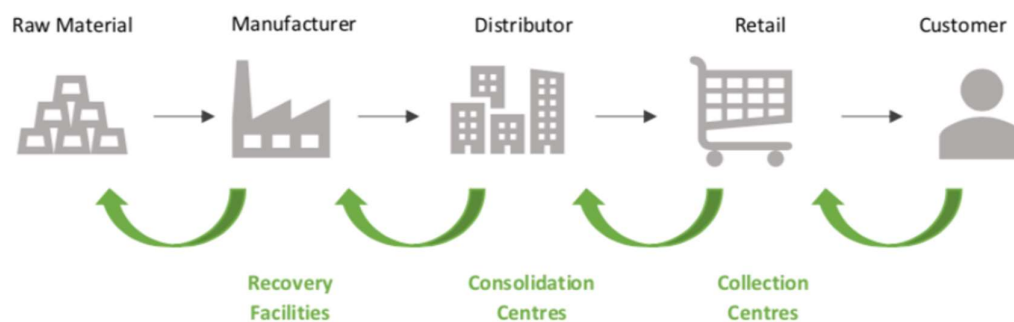 Raw Material
Manufacturer
Distributor
Retail
Customer
Recovery
Facilities
Consolidation
Centres
Collection
Centres